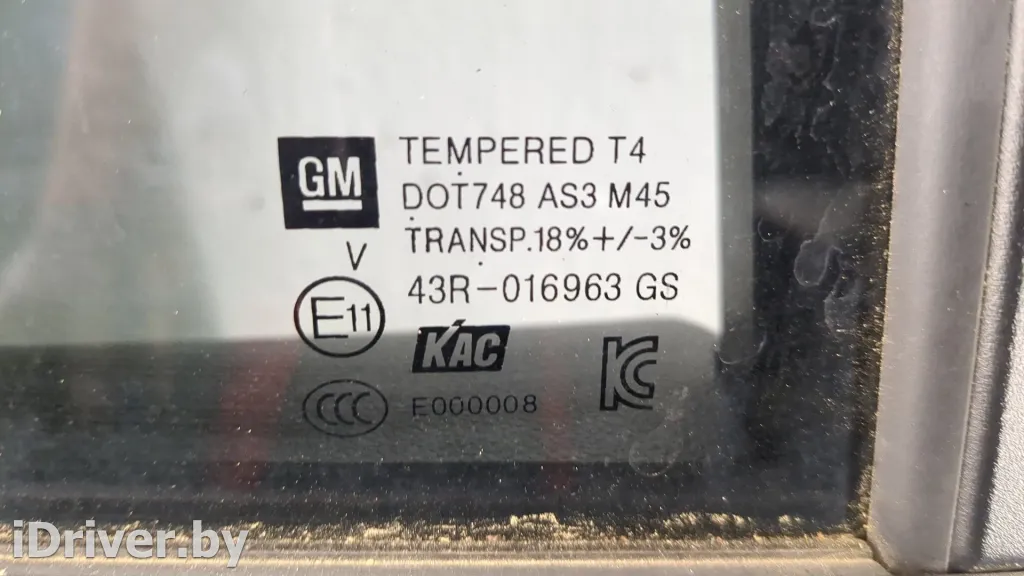 GM
TEMPERED T4
DOT748 AS3 M45
TRANSP.18%+/-3%
V
43R-016963 GS
E11
KAC
CCC
E000008
KC
iDriver.by